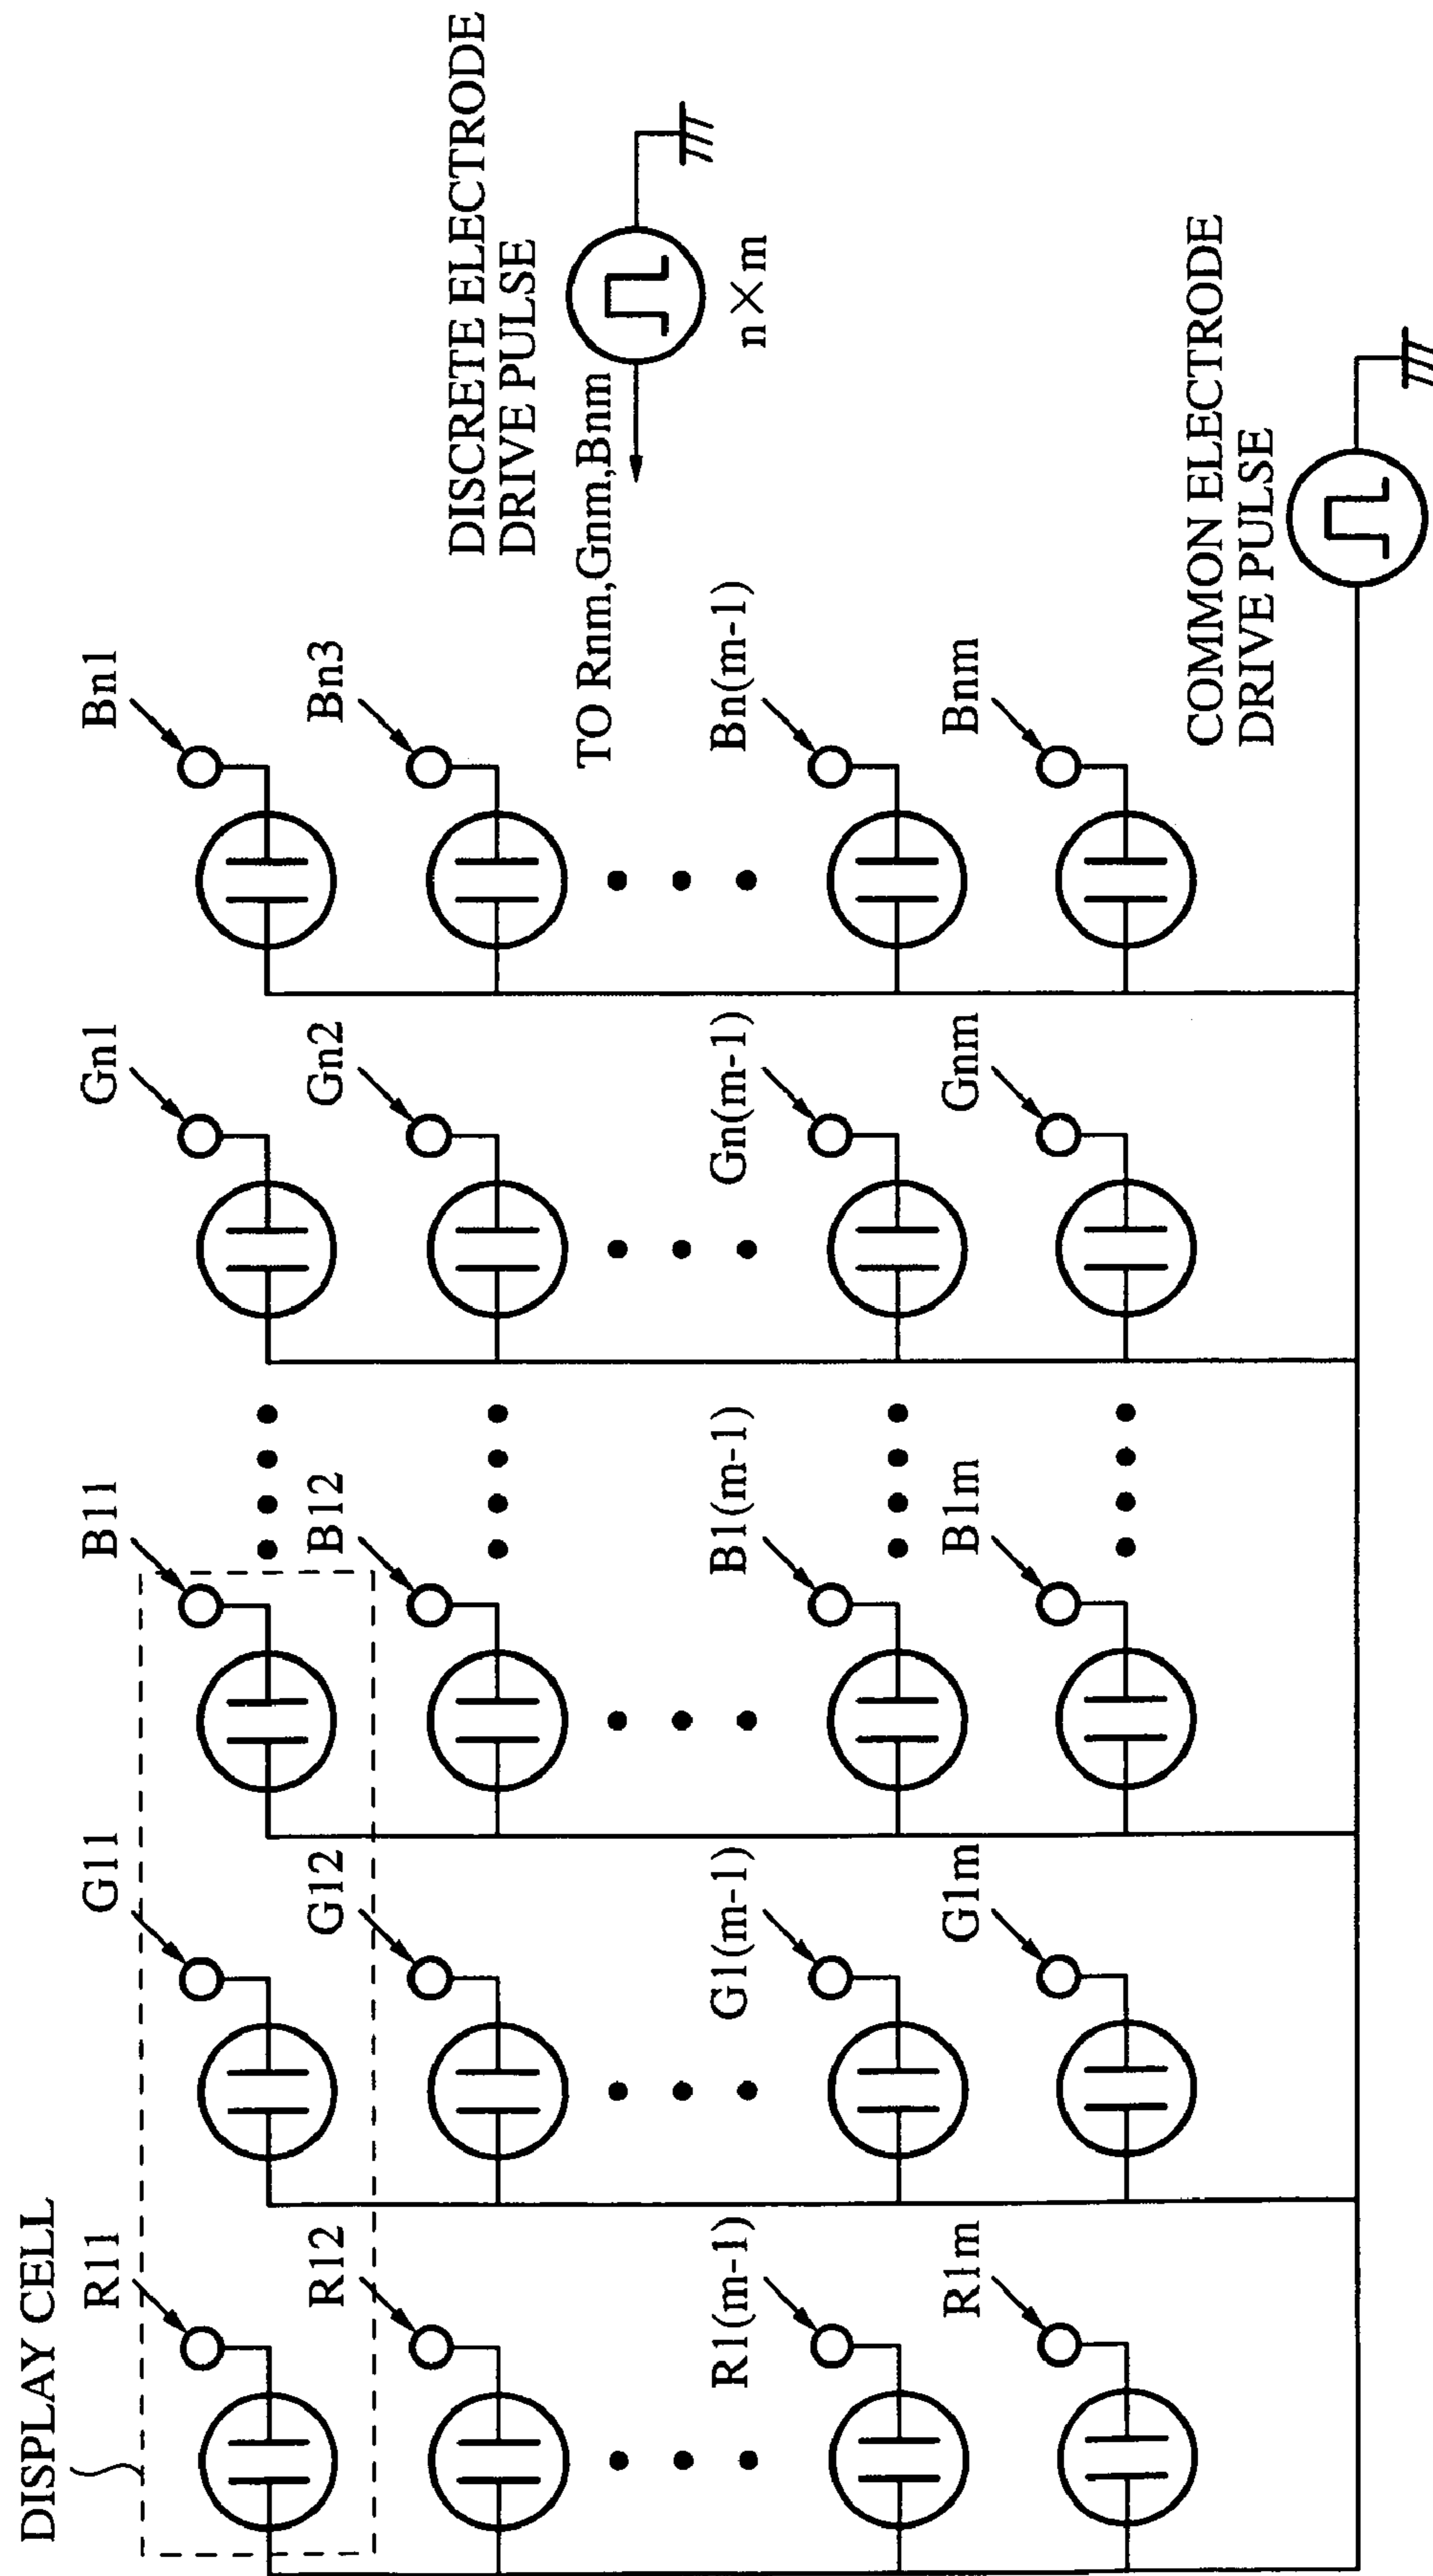 DISPLAY CELL
R11
G11
B11
Gn1
Bn1
R12
G12
B12
Gn2
Bn3
R1(m-1)
G1(m-1)
B1(m-1)
Gn(m-1)
Bn(m-1)
R1m
G1m
B1m
Gnm
Bnm
DISCRETE ELECTRODE
DRIVE PULSE
TO Rnm,Gnm,Bnm
n×m
COMMON ELECTRODE
DRIVE PULSE